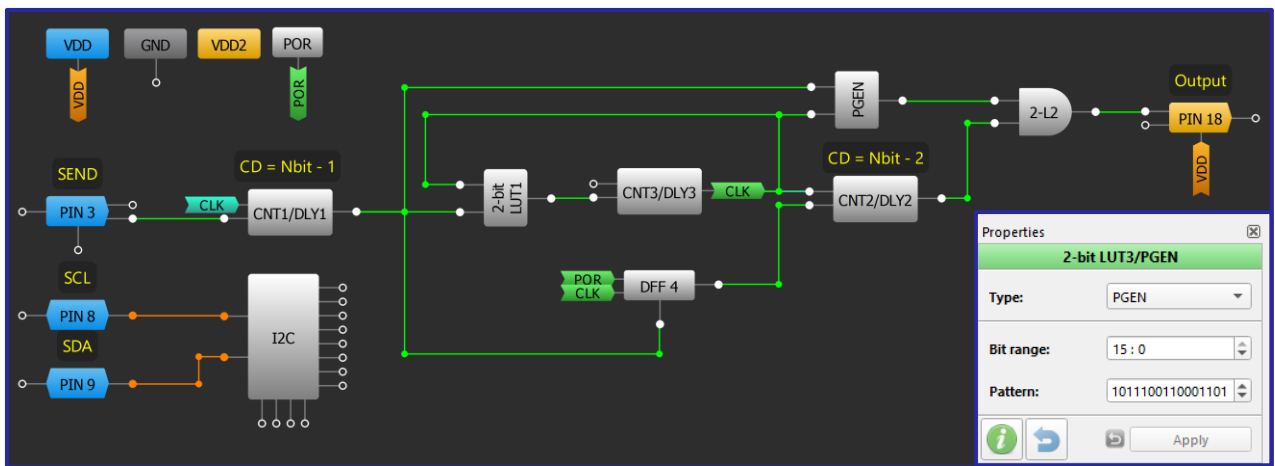 VDD
GND
VDD2
POR
VDD
POR
SEND
PIN 3
CLK
CD = Nbit - 1
CNT1/DLY1
2-bit
LUT1
CNT3/DLY3
CLK
PGEN
CD = Nbit - 2
CNT2/DLY2
2-L2
Output
PIN 18
VDD
POR
CLK
DFF 4
SCL
PIN 8
SDA
PIN 9
I2C
Properties
2-bit LUT3/PGEN
Type: PGEN
Bit range: 15 : 0
Pattern: 1011100110001101
Apply